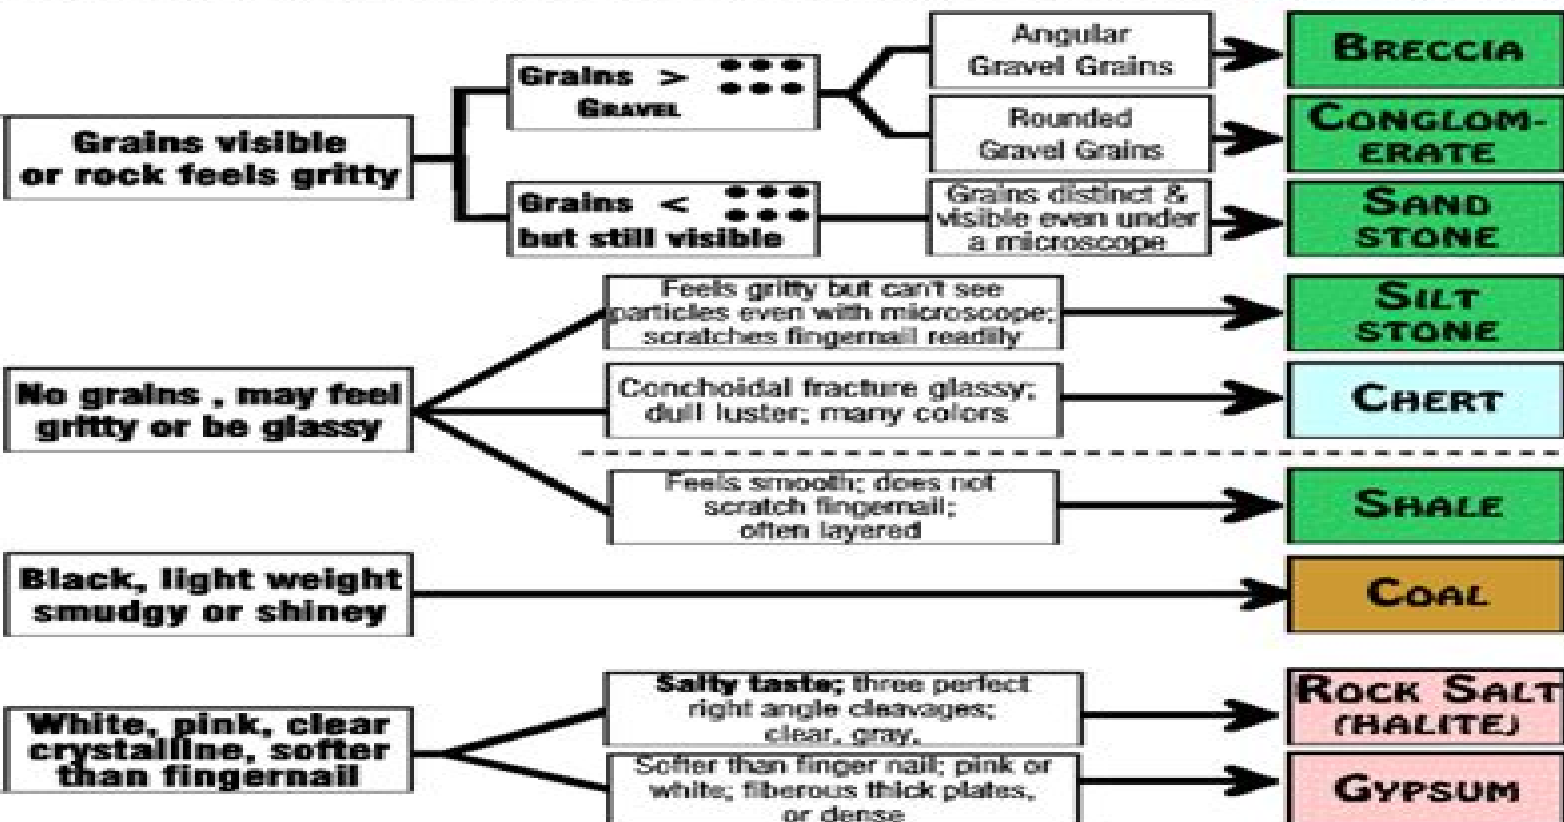 Grains visible
or rock feels gritty
Grains >
GRAVEL
Angular
Gravel Grains
BRECCIA
Rounded
Gravel Grains
CONGLOM-
ERATE
Grains <
but still visible
Grains distinct &
visible even under
a microscope
SAND
STONE
No grains , may feel
gritty or be glassy
Feels gritty but can't see
particles even with microscope;
scratches fingernail readily
SILT
STONE
Conchoidal fracture glassy;
dull luster; many colors
CHERT
Feels smooth; does not
scratch fingernail;
often layered
SHALE
Black, light weight
smudgy or shiney
COAL
White, pink, clear
crystalline, softer
than fingernail
Salty taste; three perfect
right angle cleavages;
clear, gray,
ROCK SALT
(HALITE)
Softer than finger nail; pink or
white; fiberous thick plates,
or dense
GYPSUM